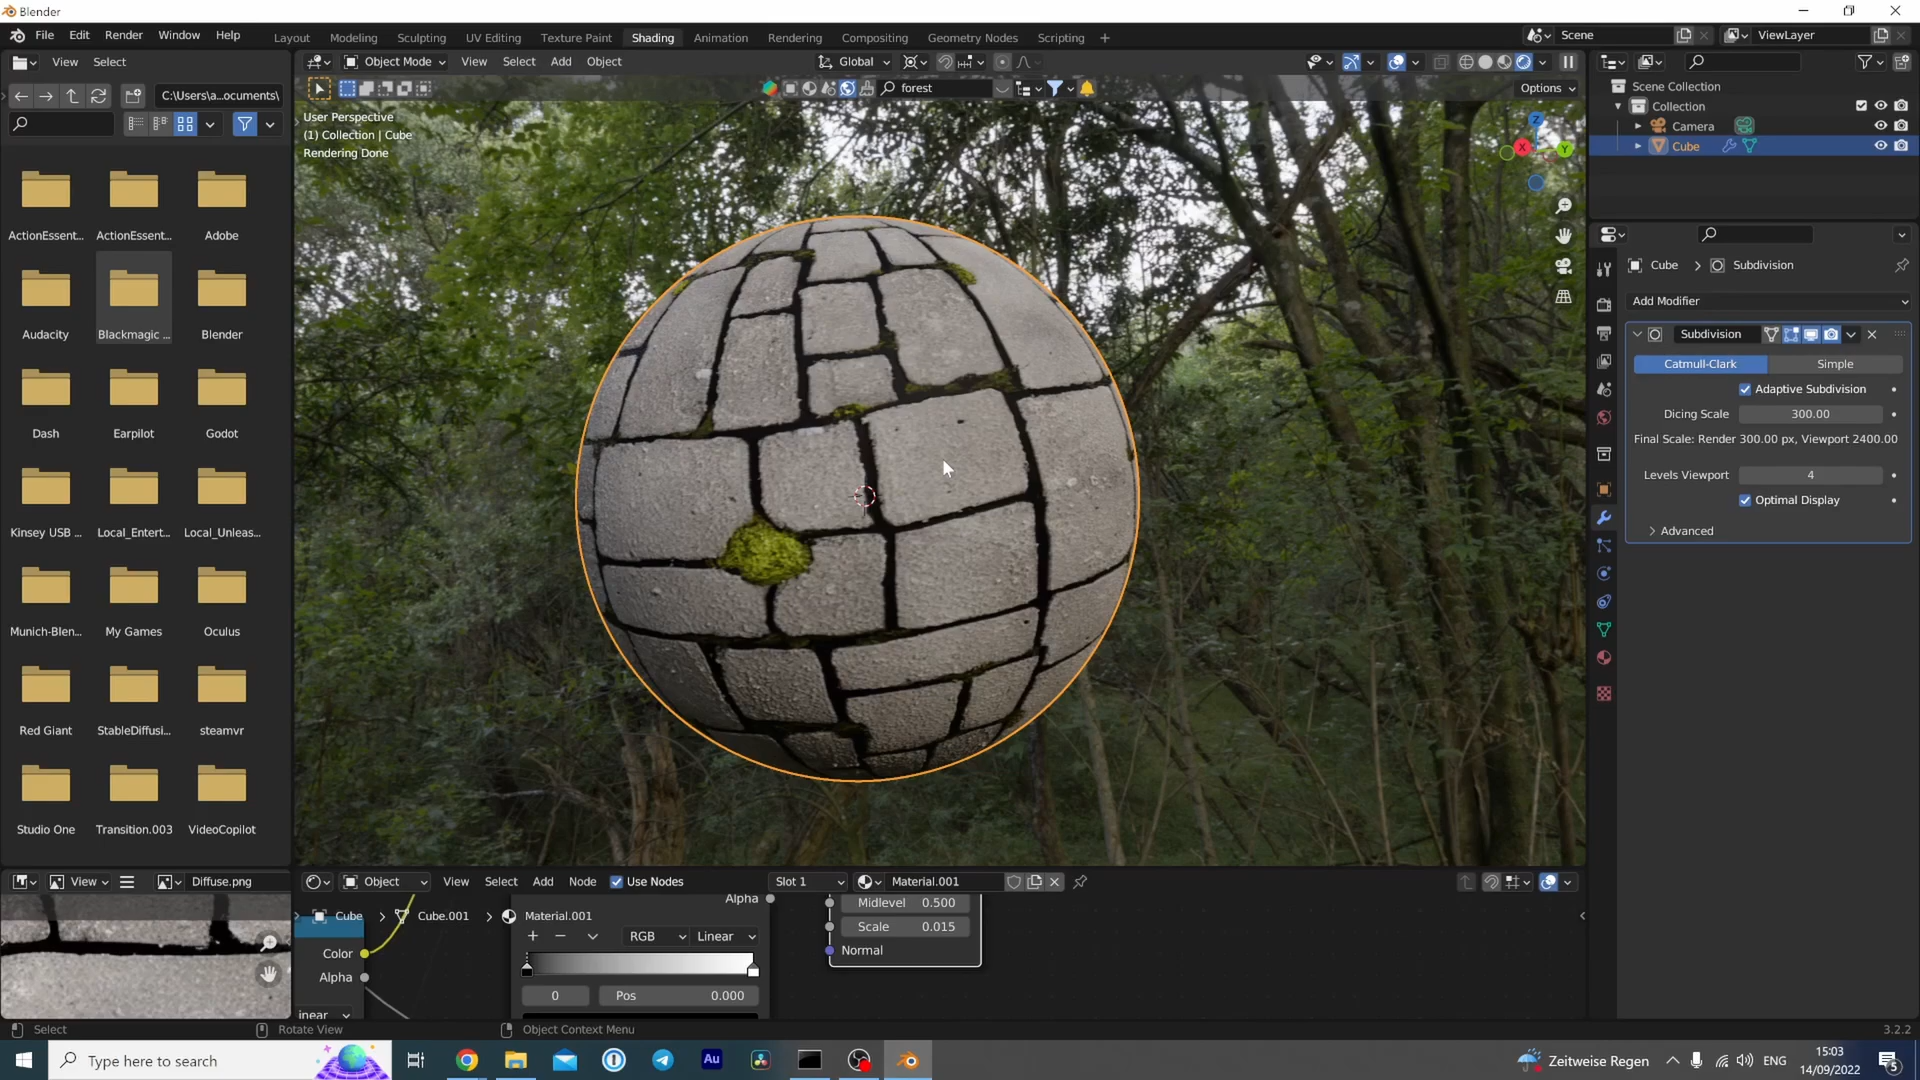 Blender
File Edit Render Window Help
Layout Modeling Sculpting UV Editing Texture Paint Shading Animation Rendering Compositing Geometry Nodes Scripting +
Scene
ViewLayer
View Select
Object Mode View Select Add Object
Global
C:\Users\a...ocuments\
forest
Options
User Perspective
(1) Collection | Cube
Rendering Done
Z
X
Y
Scene Collection
Collection
Camera
Cube
Cube > Subdivision
Add Modifier
Subdivision
Catmull-Clark Simple
Adaptive Subdivision
Dicing Scale 300.00
Final Scale: Render 300.00 px, Viewport 2400.00
Levels Viewport 4
Optimal Display
Advanced
ActionEssent... ActionEssent... Adobe
Audacity Blackmagic ... Blender
Dash Earpilot Godot
Kinsey USB ... Local_Entert... Local_Unleas...
Munich-Blen... My Games Oculus
Red Giant StableDiffusi... steamvr
Studio One Transition.003 VideoCopilot
View Diffuse.png
Object View Select Add Node Use Nodes Slot 1 Material.001
Cube > Cube.001 > Material.001
Color
Alpha
inear
Alpha
RGB Linear
0 Pos 0.000
Midlevel 0.500
Scale 0.015
Normal
Select Rotate View Object Context Menu 3.2.2
Type here to search
Au
Zeitweise Regen
ENG
15:03
14/09/2022
5